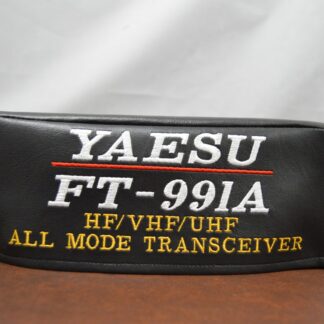 YAESU
FT-991A
HF/VHF/UHF
ALL MODE TRANSCEIVER